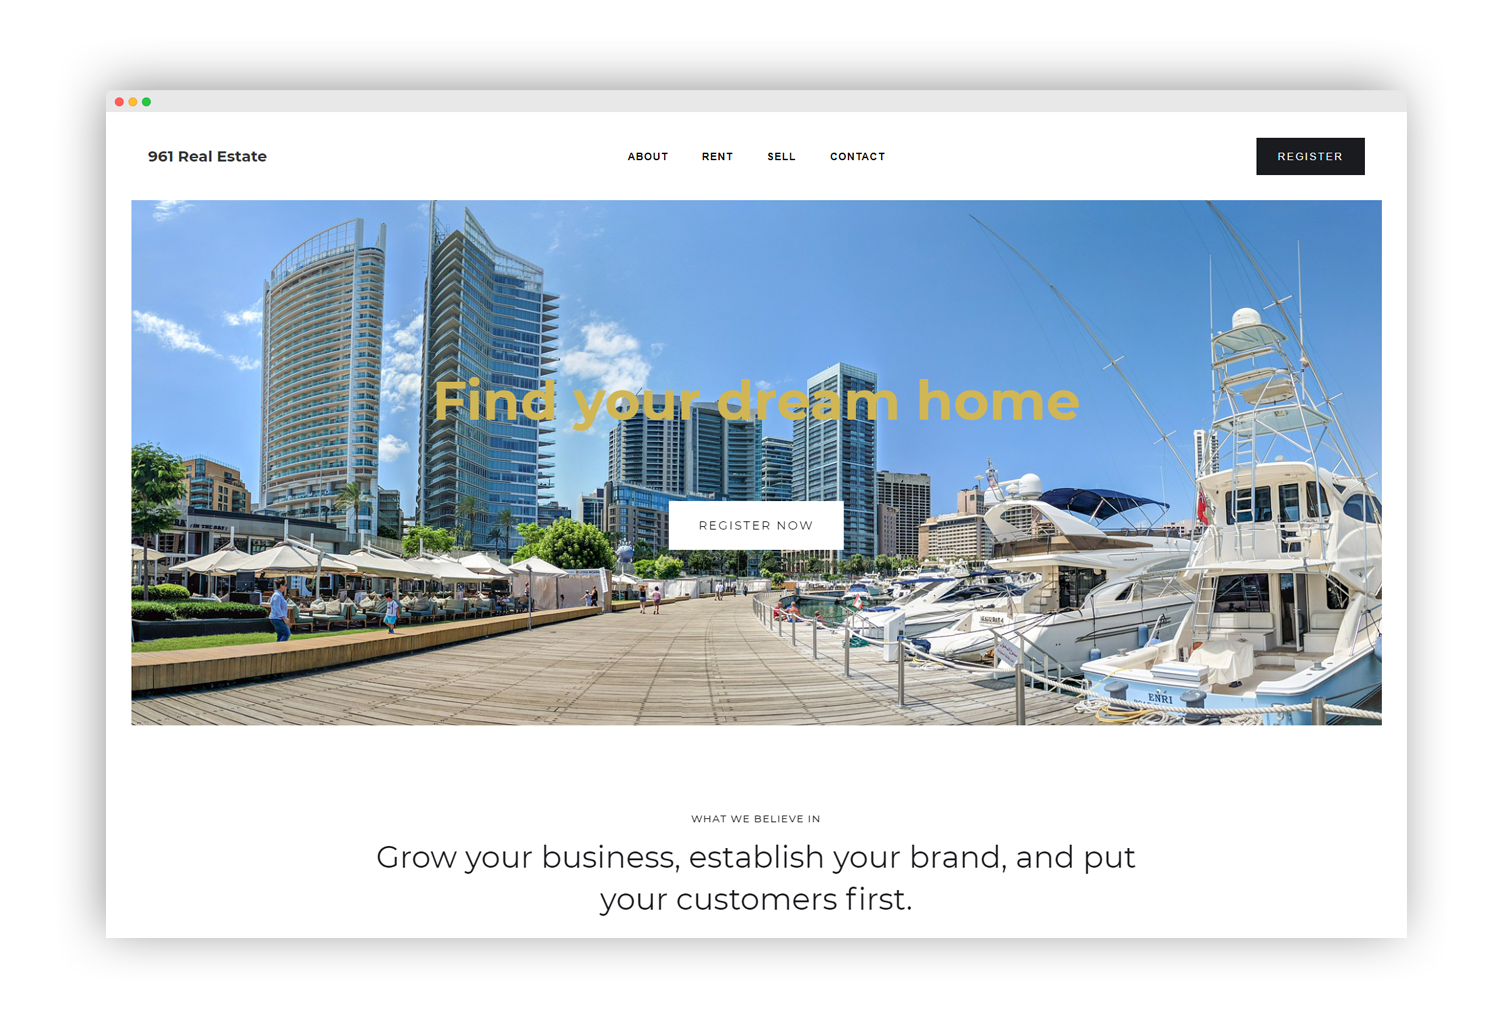 961 Real Estate
ABOUT RENT SELL CONTACT
REGISTER
Find your dream home
REGISTER NOW
ENRI
WHAT WE BELIEVE IN
Grow your business, establish your brand, and put
your customers first.